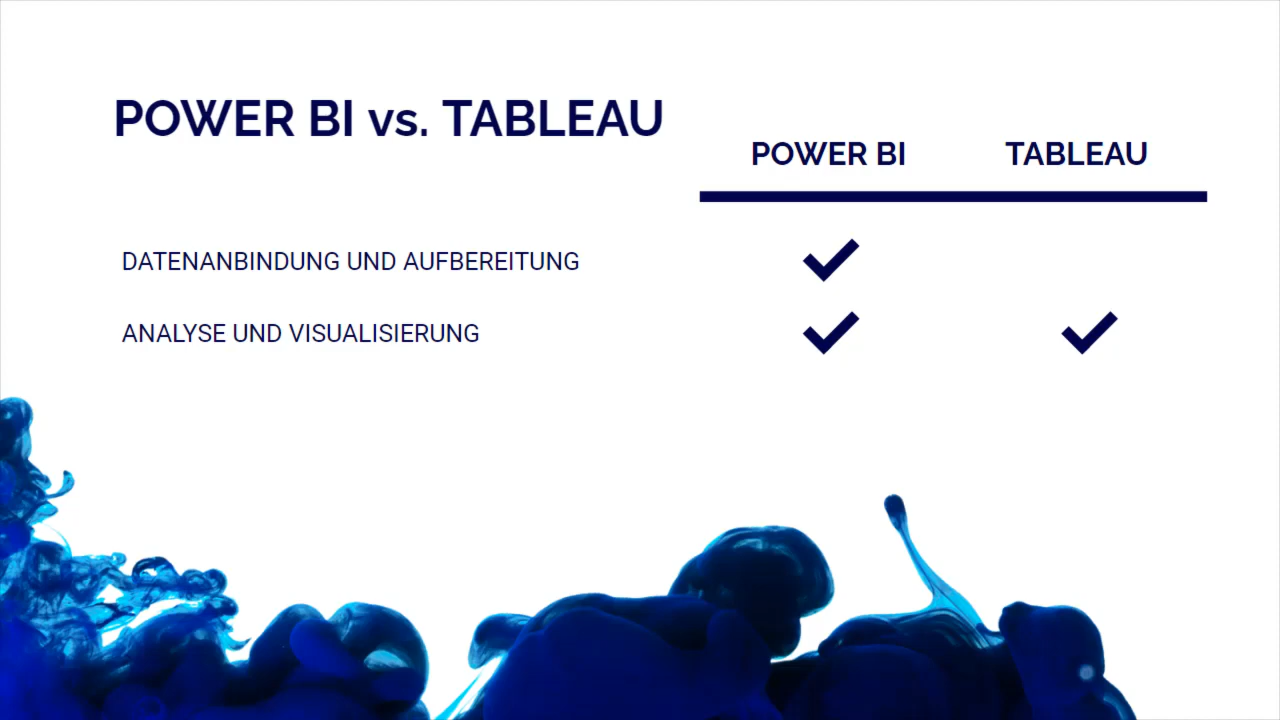 POWER BI vs. TABLEAU
POWER BI TABLEAU
DATENANBINDUNG UND AUFBEREITUNG
ANALYSE UND VISUALISIERUNG